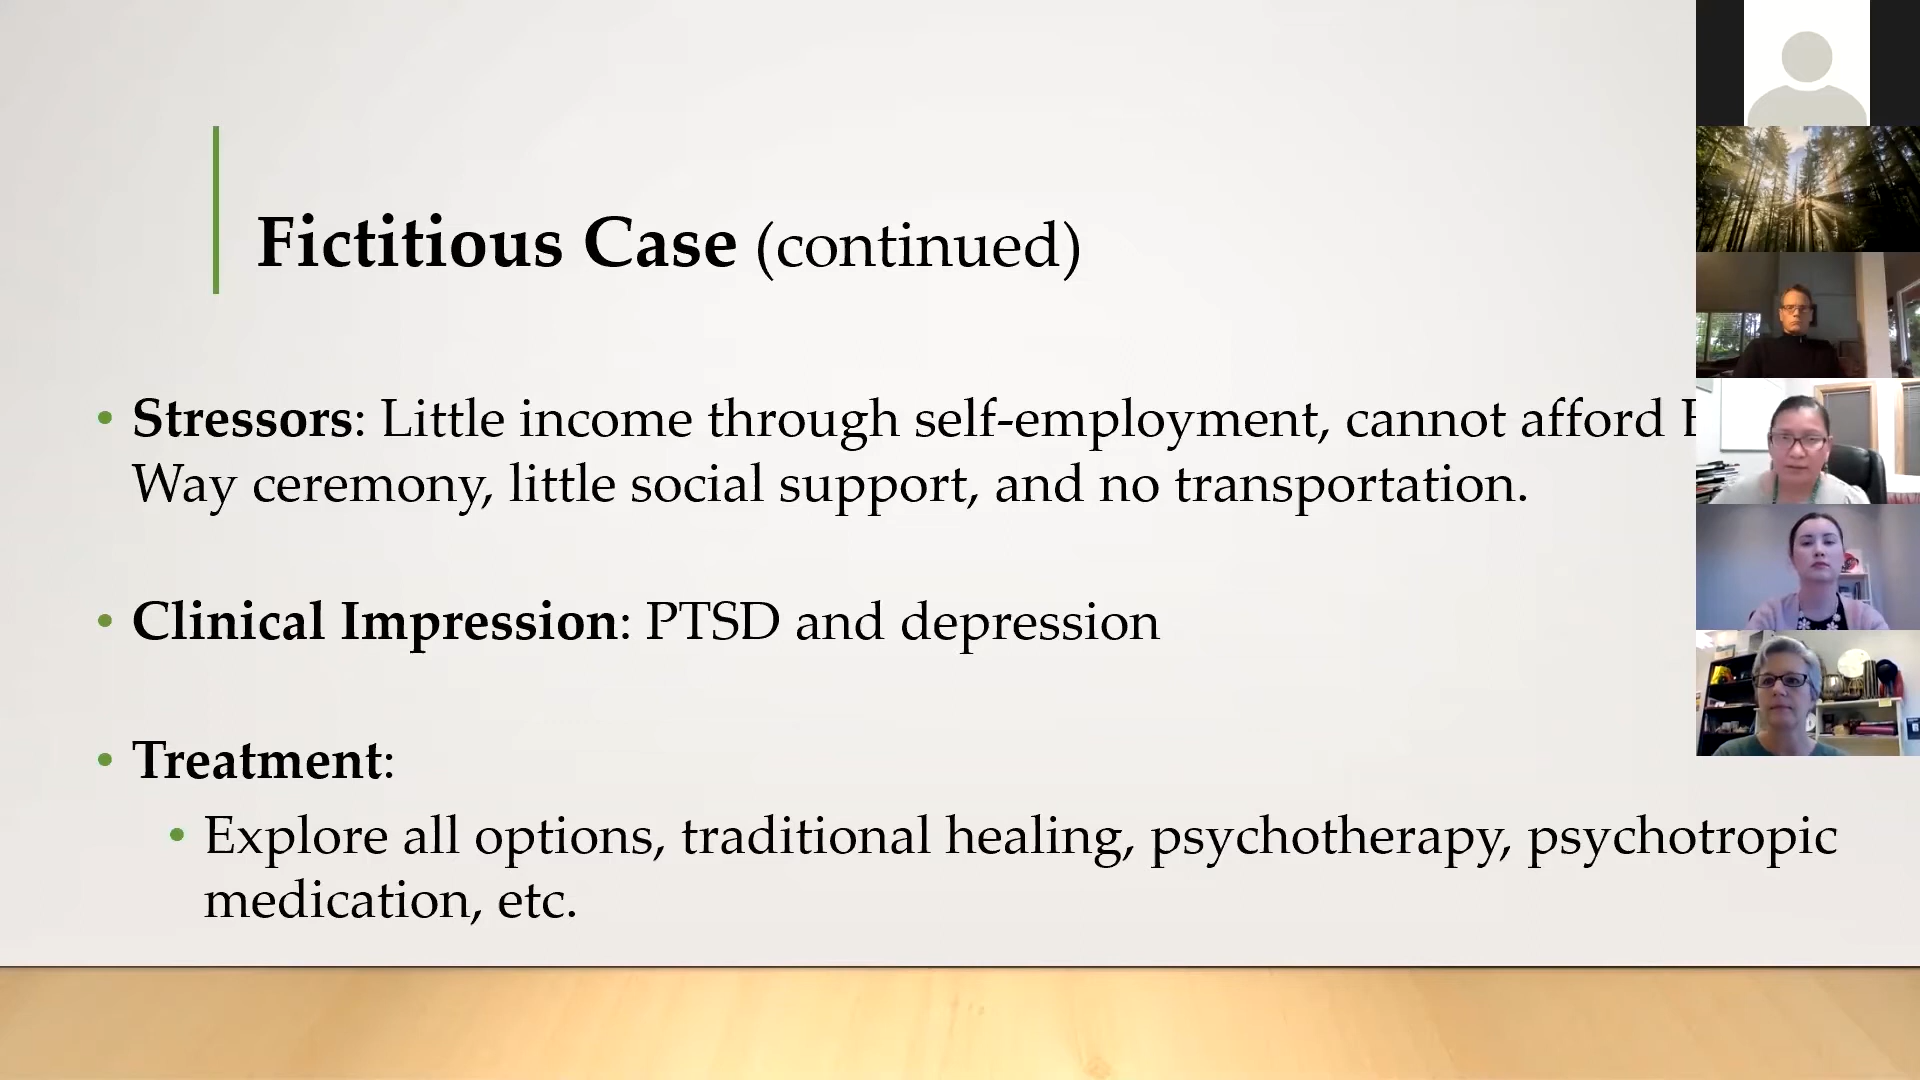 Fictitious Case (continued)
• Stressors: Little income through self-employment, cannot afford
Way ceremony, little social support, and no transportation.
• Clinical Impression: PTSD and depression
• Treatment:
• Explore all options, traditional healing, psychotherapy, psychotropic
medication, etc.